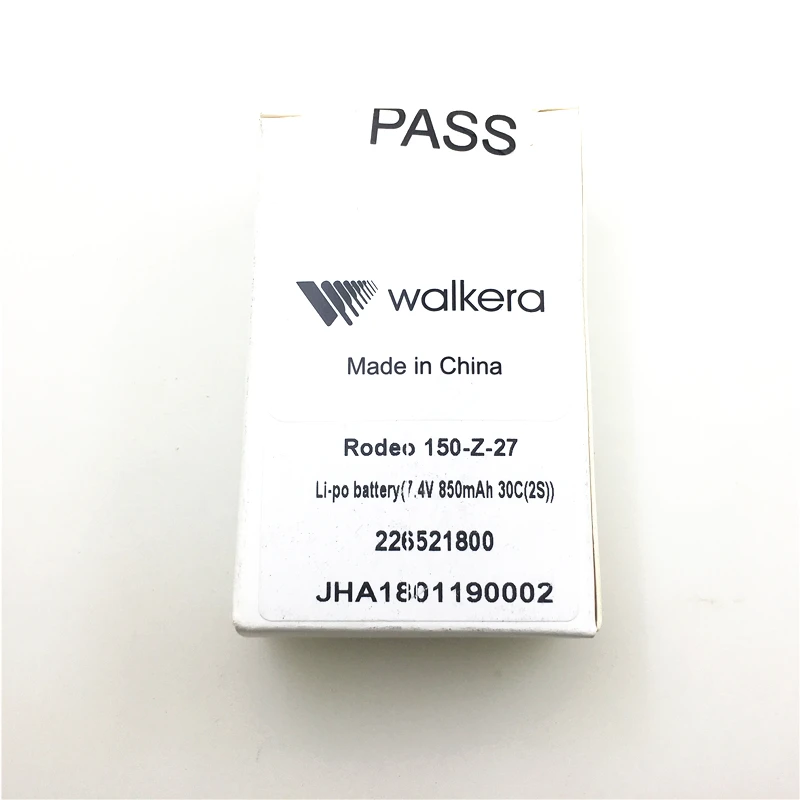 PASS
walkera
Made in China
Rodeo 150-Z-27
Li-po battery(7.4V 850mAh 30C(2S))
226521800
JHA1801190002